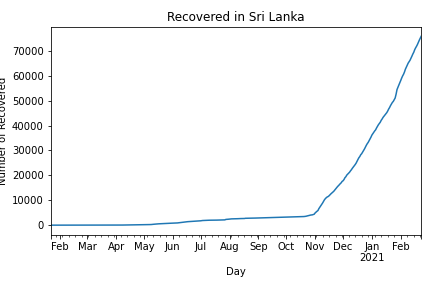 Recovered in Sri Lanka
Number of Recovered
70000
60000
50000
40000
30000
20000
10000
0
Feb Mar Apr May Jun Jul Aug Sep Oct Nov Dec Jan Feb
2021
Day